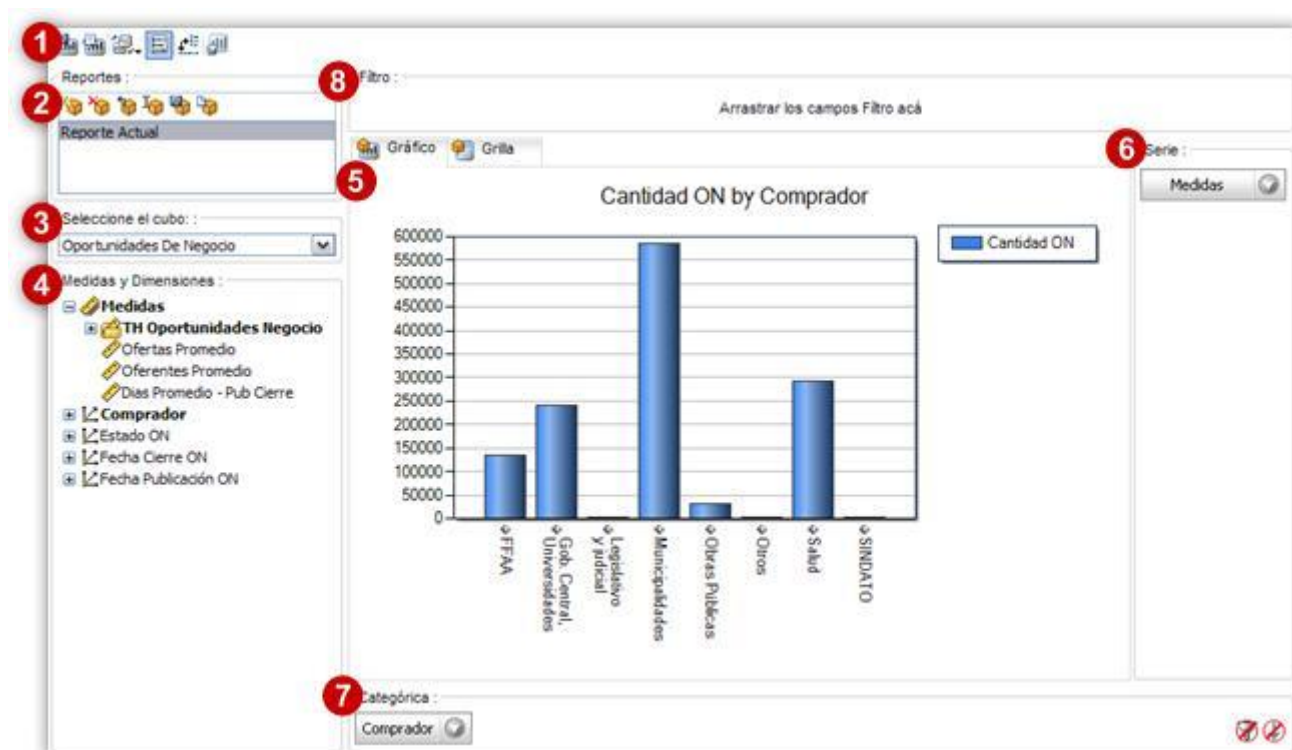 1
Reportes :
2
Reporte Actual
3
Seleccione el cubo: :
Oportunidades De Negocio
4
Medidas y Dimensiones :
Medidas
TH Oportunidades Negocio
Ofertas Promedio
Oferentes Promedio
Dias Promedio - Pub Cierre
Comprador
Estado ON
Fecha Cierre ON
Fecha Publicación ON
8
Filtro :
Arrastrar los campos Filtro acá
Gráfico
Grilla
5
Cantidad ON by Comprador
600000
550000
500000
450000
400000
350000
300000
250000
200000
150000
100000
50000
0
FFAA
Gob. Central,
Universidades
Legislativo
y judicial
Municipalidades
Obras Públicas
Otros
Salud
SINDATO
Cantidad ON
6
Serie :
Medidas
7
Categórica :
Comprador